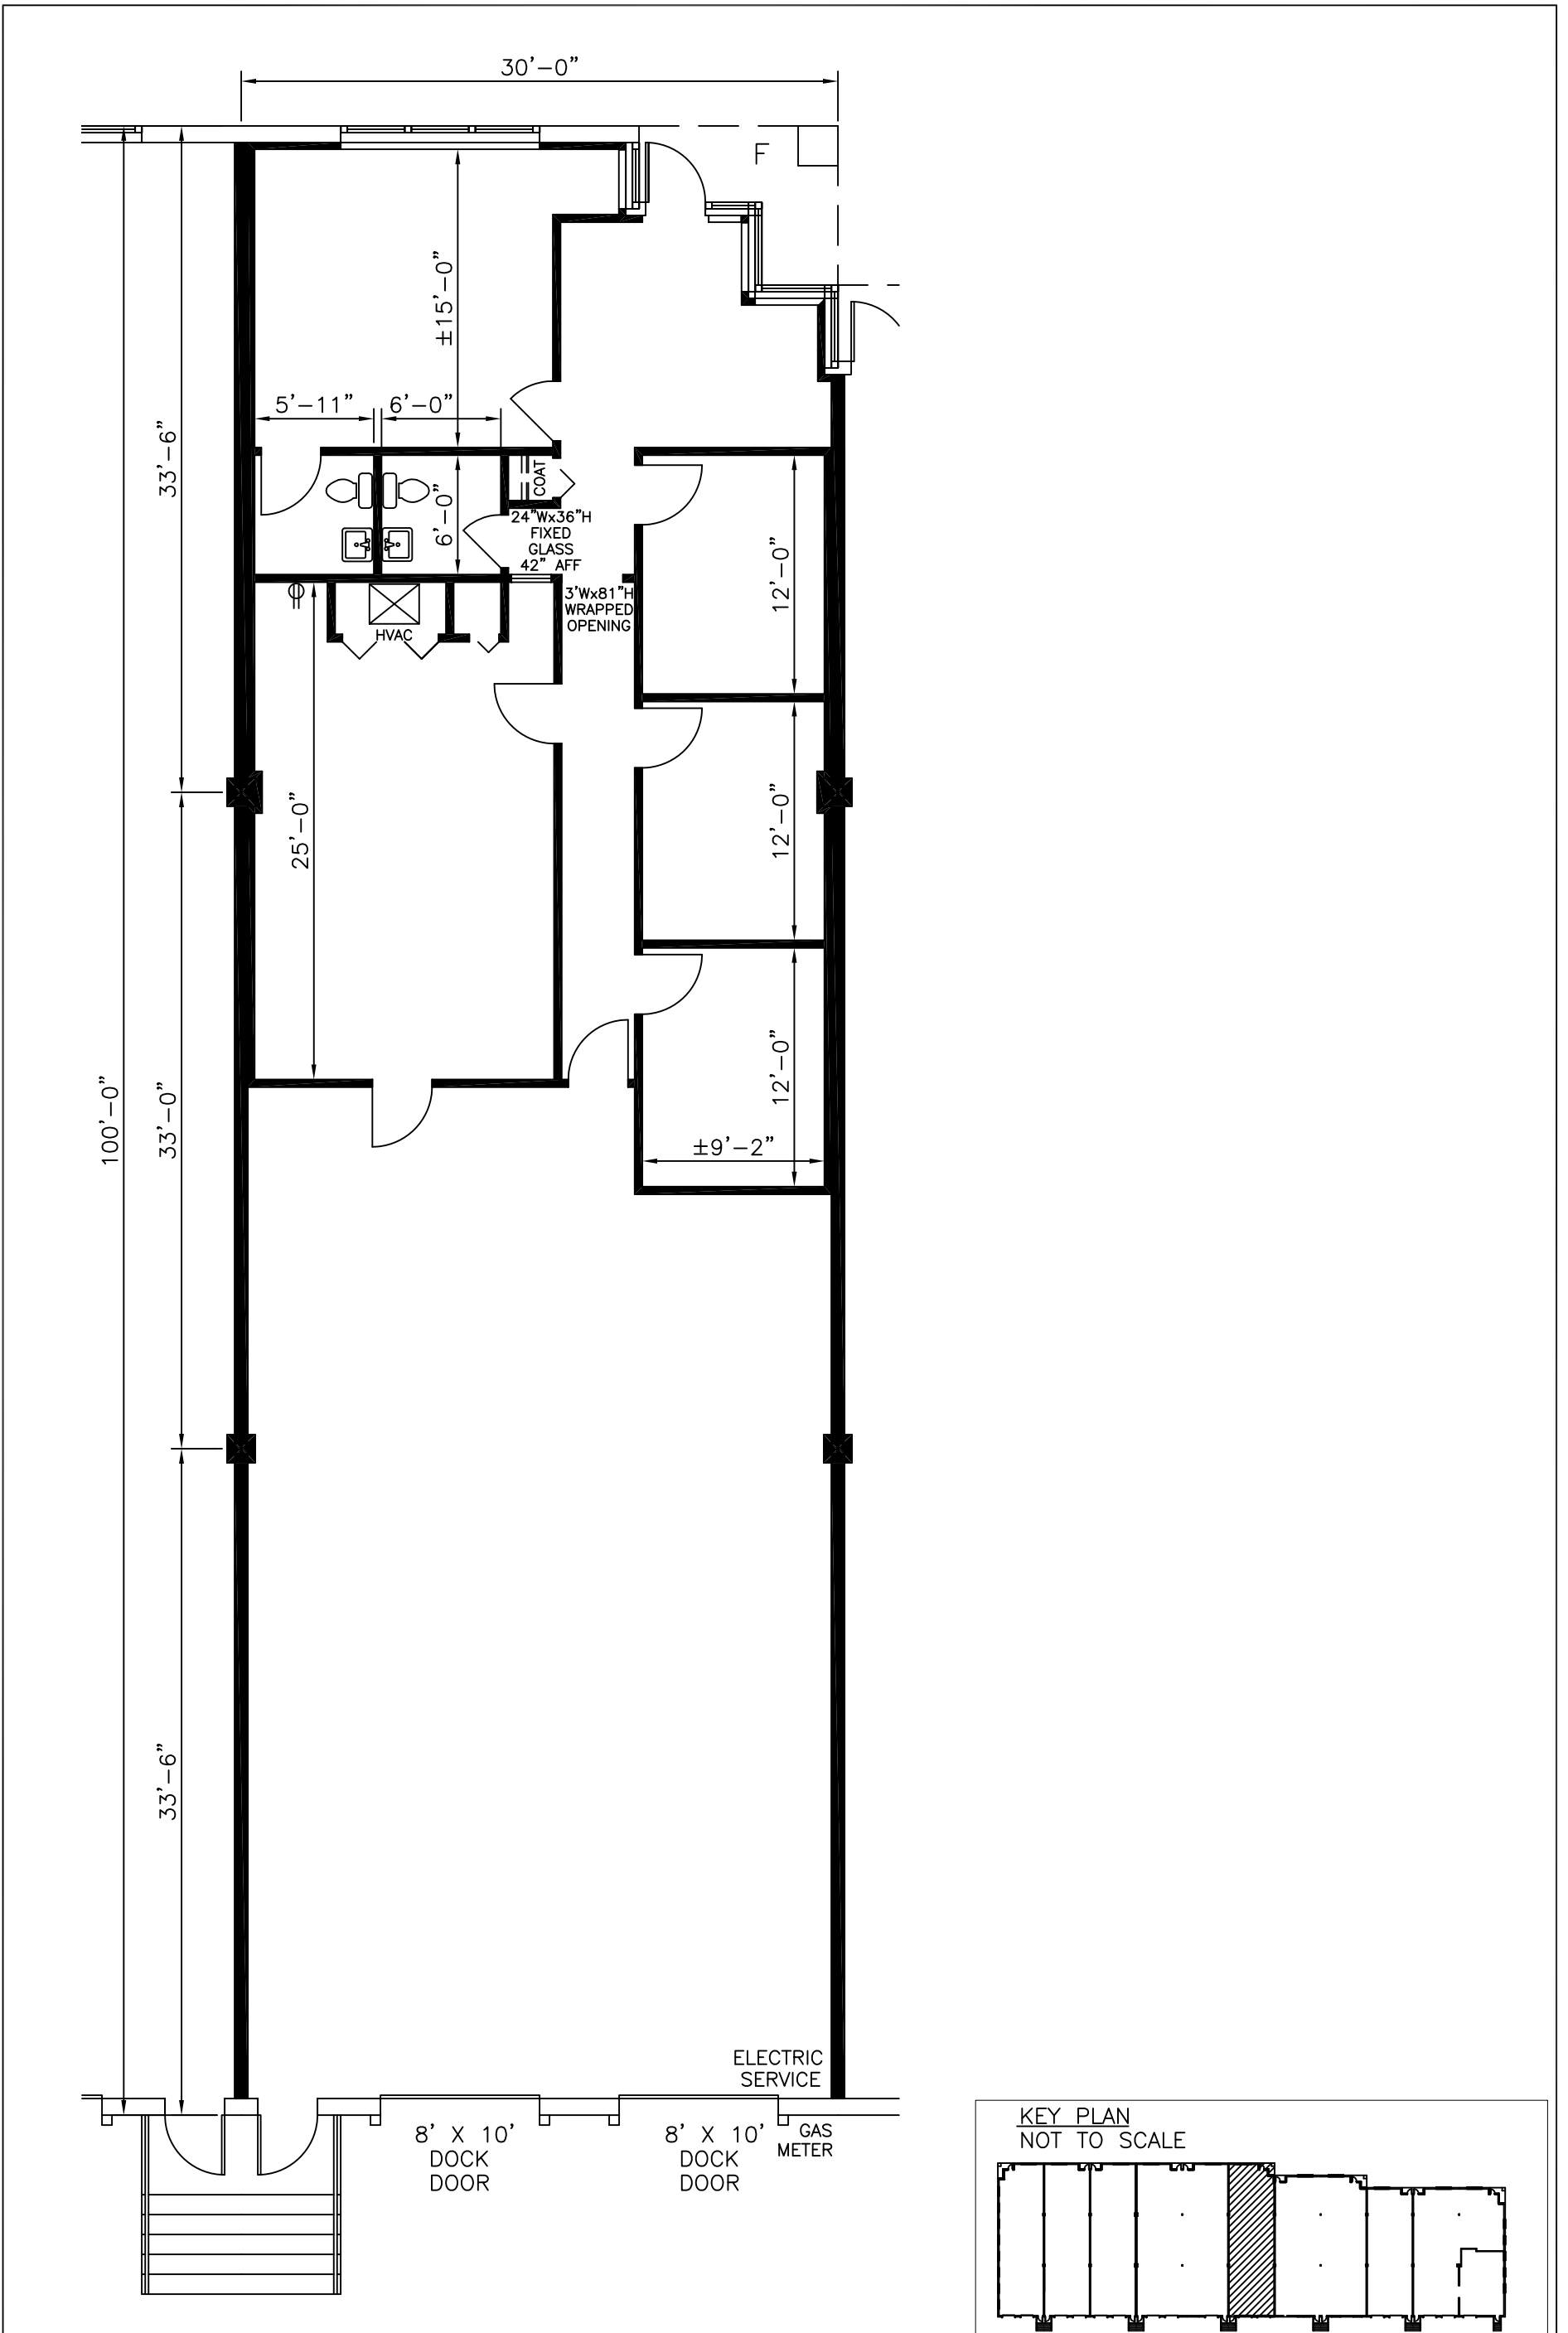 30'-0"
F
±15'-0"
5'-11"
6'-0"
33'-6"
COAT
6'-0"
24"Wx36"H
FIXED
GLASS
42" AFF
12'-0"
3'Wx81"H
WRAPPED
OPENING
HVAC
25'-0"
12'-0"
100'-0"
33'-0"
12'-0"
±9'-2"
33'-6"
ELECTRIC
SERVICE
8' X 10'
DOCK
DOOR
8' X 10'
DOCK
DOOR
GAS
METER
KEY PLAN
NOT TO SCALE